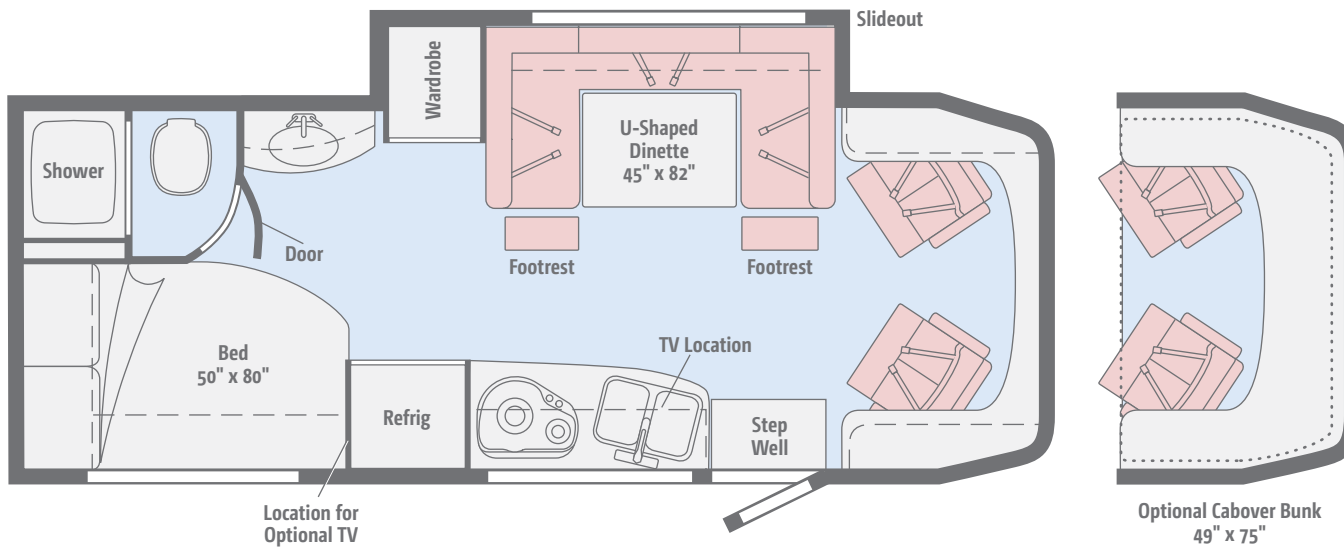 Slideout
Wardrobe
U-Shaped
Dinette
45" x 82"
Shower
Door
Footrest
Footrest
TV Location
Bed
50" x 80"
Refrig
Step
Well
Location for
Optional TV
Optional Cabover Bunk
49" x 75"